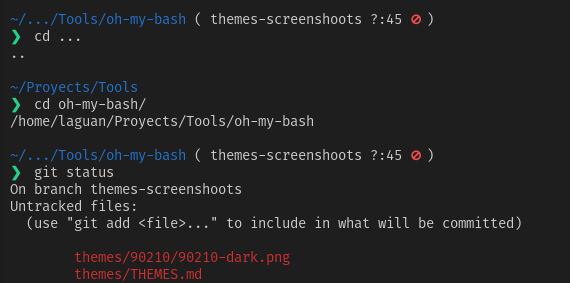 ~/.../Tools/oh-my-bash ( themes-screenshoots ?:45 ⊘ )
❯ cd ...
..
~/Proyects/Tools
❯ cd oh-my-bash/
/home/laguan/Proyects/Tools/oh-my-bash
~/.../Tools/oh-my-bash ( themes-screenshoots ?:45 ⊘ )
❯ git status
On branch themes-screenshoots
Untracked files:
(use "git add <file>..." to include in what will be committed)
themes/90210/90210-dark.png
themes/THEMES.md